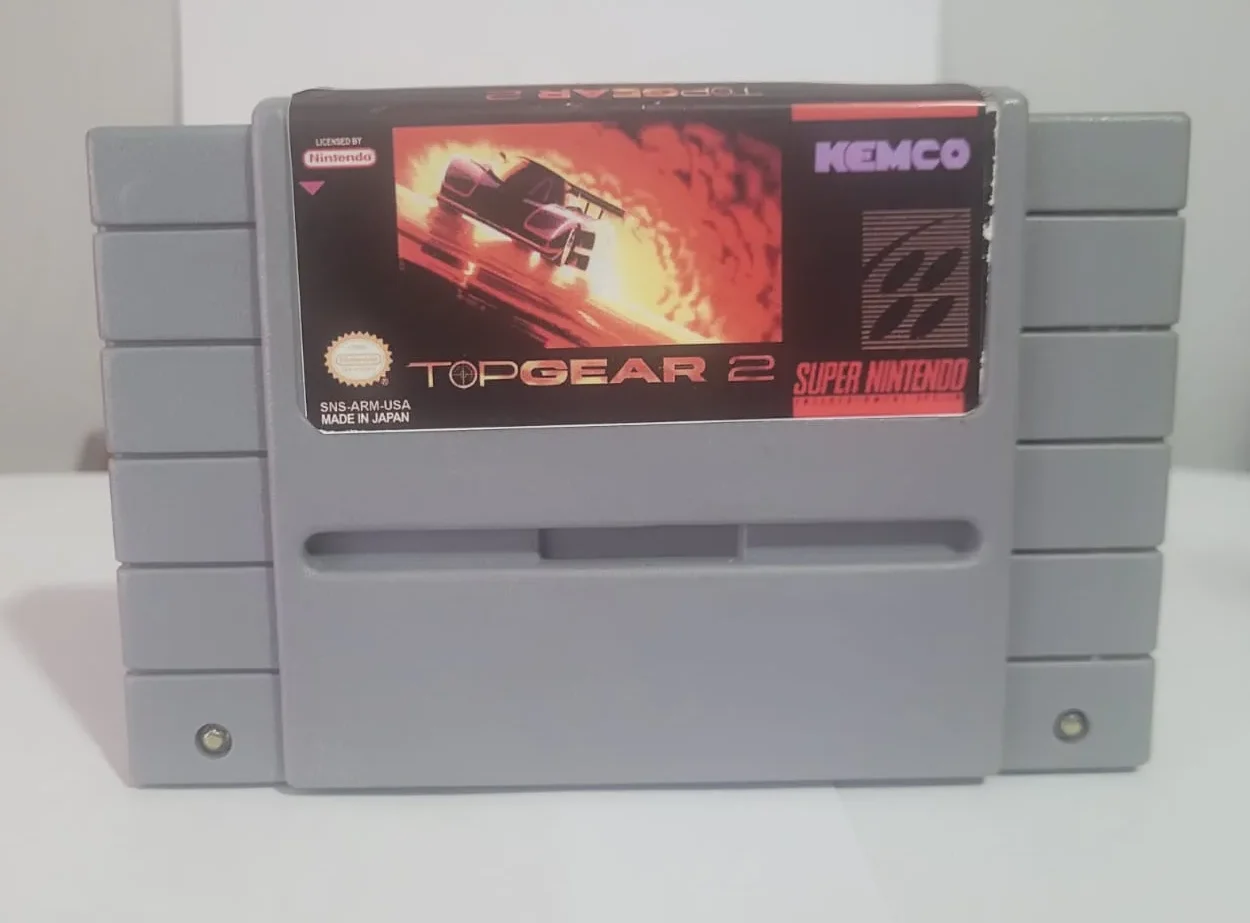 TOPGEAR 2
LICENSED BY
Nintendo
KEMCO
TOPGEAR 2
SUPER NINTENDO
SNS-ARM-USA
MADE IN JAPAN